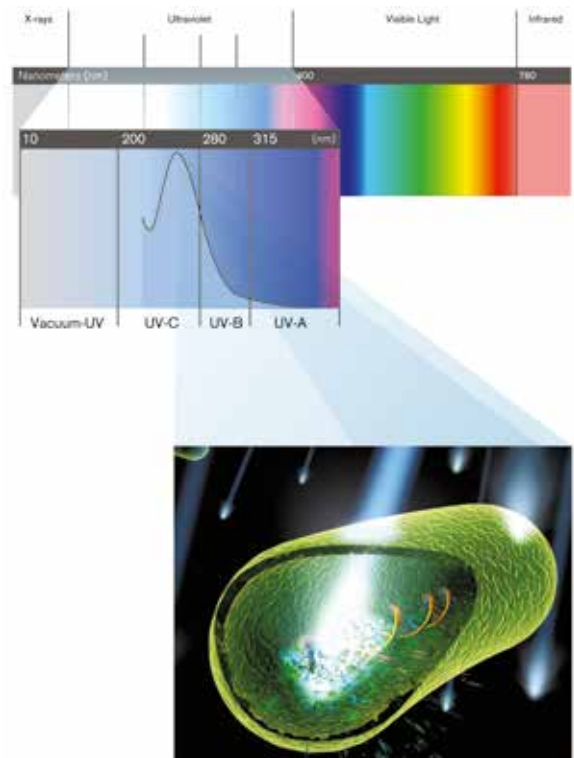 X-rays Ultraviolet Visible Light Infrared
Nanometers (nm) 400 780
10 200 280 315 (nm)
Vacuum-UV UV-C UV-B UV-A